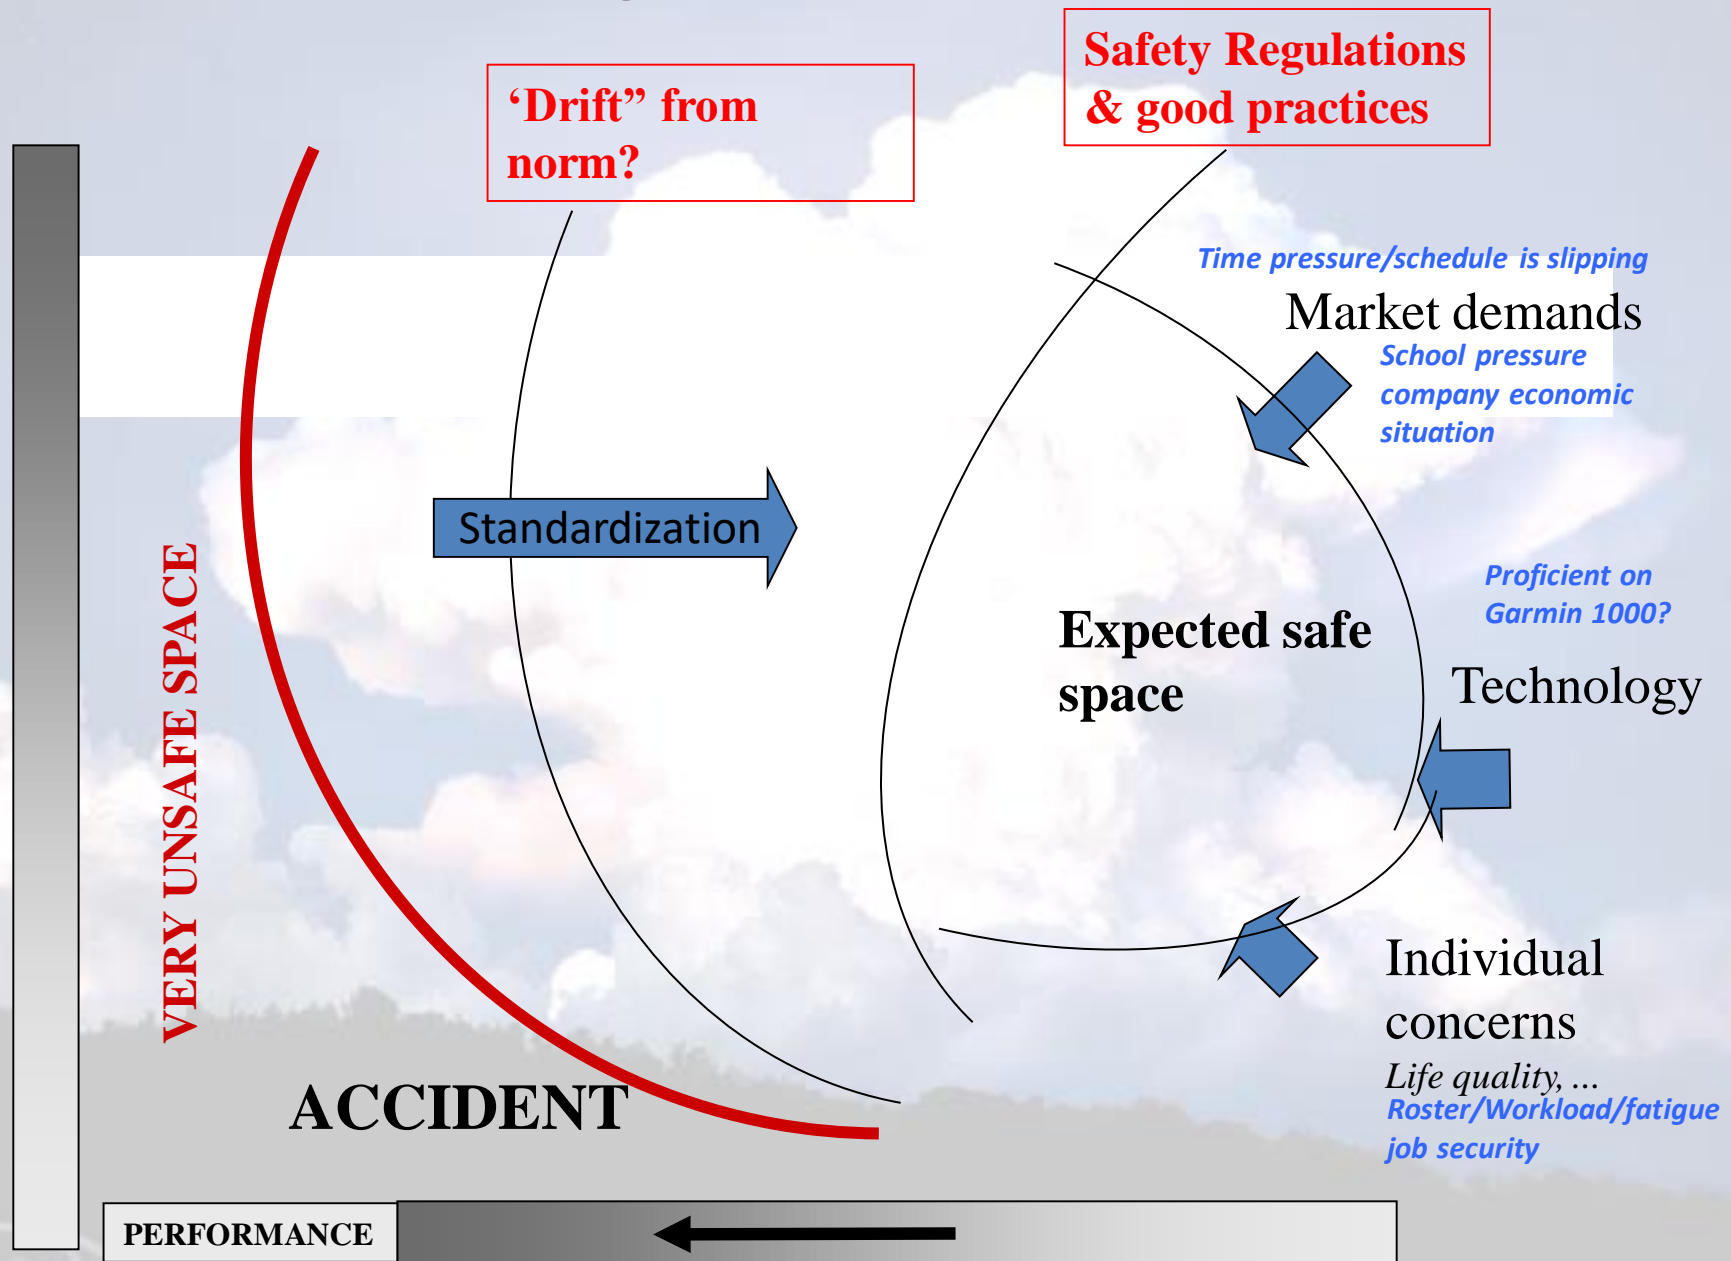 Safety Regulations
& good practices
‘Drift” from
norm?
Time pressure/schedule is slipping
Market demands
School pressure
company economic
situation
Standardization
Proficient on
Garmin 1000?
Expected safe
space
Technology
VERY UNSAFE SPACE
Individual
concerns
Life quality, ...
Roster/Workload/fatigue
job security
ACCIDENT
PERFORMANCE